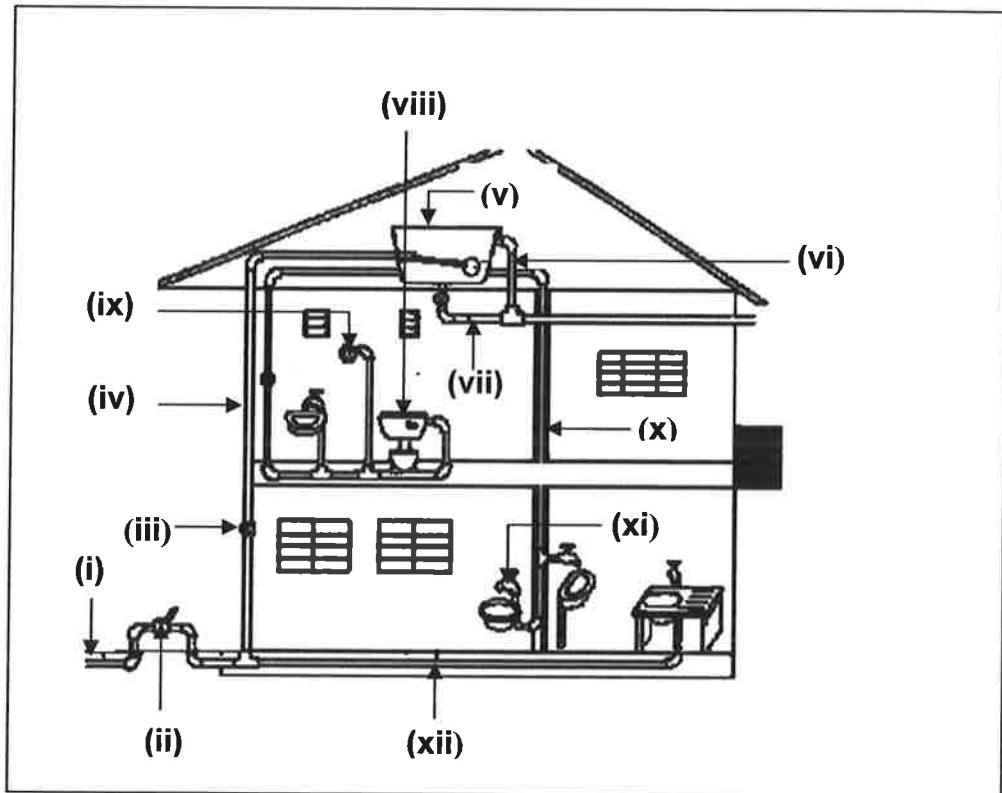 (viii)
(v)
(vi)
(ix)
(vii)
(iv)
(x)
(iii)
(xi)
(i)
(ii)
(xii)